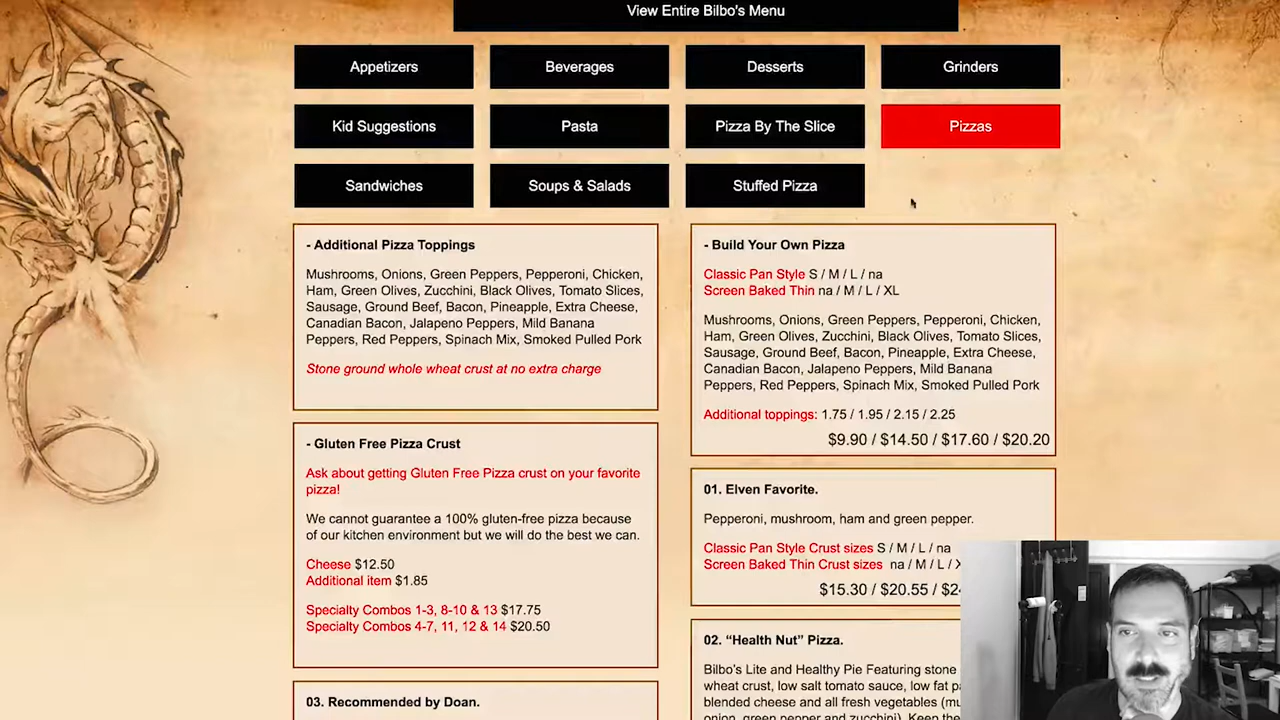 View Entire Bilbo's Menu
Appetizers
Beverages
Desserts
Grinders
Kid Suggestions
Pasta
Pizza By The Slice
Pizzas
Sandwiches
Soups & Salads
Stuffed Pizza
- Additional Pizza Toppings
Mushrooms, Onions, Green Peppers, Pepperoni, Chicken,
Ham, Green Olives, Zucchini, Black Olives, Tomato Slices,
Sausage, Ground Beef, Bacon, Pineapple, Extra Cheese,
Canadian Bacon, Jalapeno Peppers, Mild Banana
Peppers, Red Peppers, Spinach Mix, Smoked Pulled Pork
Stone ground whole wheat crust at no extra charge
- Build Your Own Pizza
Classic Pan Style S / M / L / na
Screen Baked Thin na / M / L / XL
Mushrooms, Onions, Green Peppers, Pepperoni, Chicken,
Ham, Green Olives, Zucchini, Black Olives, Tomato Slices,
Sausage, Ground Beef, Bacon, Pineapple, Extra Cheese,
Canadian Bacon, Jalapeno Peppers, Mild Banana
Peppers, Red Peppers, Spinach Mix, Smoked Pulled Pork
Additional toppings: 1.75 / 1.95 / 2.15 / 2.25
$9.90 / $14.50 / $17.60 / $20.20
- Gluten Free Pizza Crust
Ask about getting Gluten Free Pizza crust on your favorite
pizza!
We cannot guarantee a 100% gluten-free pizza because
of our kitchen environment but we will do the best we can.
Cheese $12.50
Additional item $1.85
Specialty Combos 1-3, 8-10 & 13 $17.75
Specialty Combos 4-7, 11, 12 & 14 $20.50
01. Elven Favorite.
Pepperoni, mushroom, ham and green pepper.
Classic Pan Style Crust sizes S / M / L / na
Screen Baked Thin Crust sizes na / M / L /
$15.30 / $20.55 /
02. “Health Nut” Pizza.
Bilbo's Lite and Healthy Pie Featuring stone
wheat crust, low salt tomato sauce, low fat
blended cheese and all fresh vegetables
onion, green pepper and zucchini). Keep the
03. Recommended by Doan.